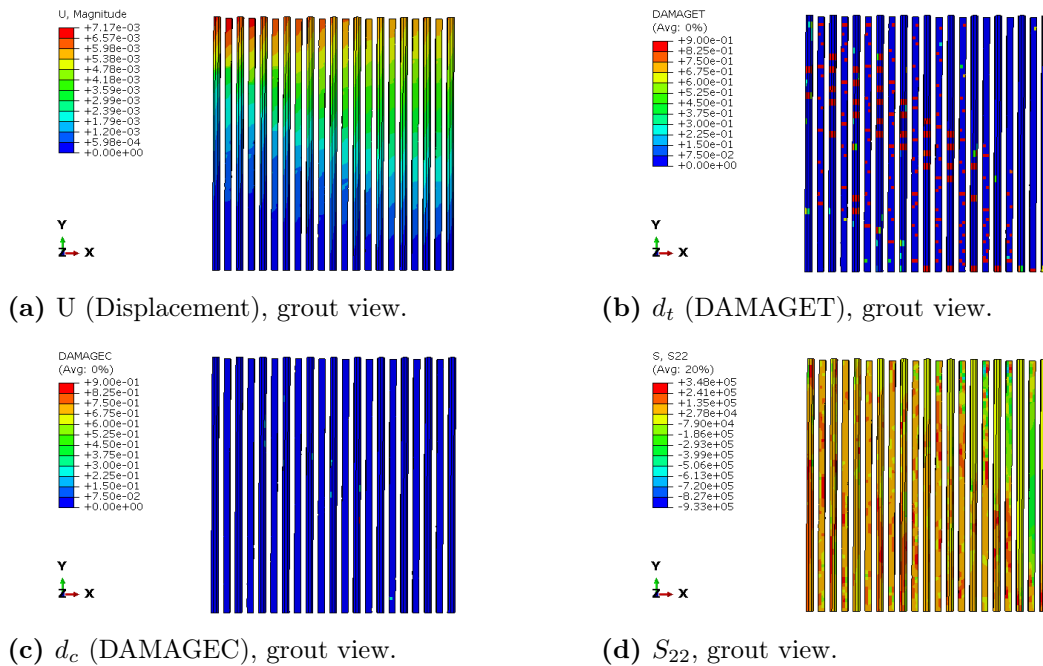 U, Magnitude
+7.17e-03
+6.57e-03
+5.98e-03
+5.38e-03
+4.78e-03
+4.18e-03
+3.59e-03
+2.99e-03
+2.39e-03
+1.79e-03
+1.20e-03
+5.98e-04
+0.00e+00
Y
Z X
(a) U (Displacement), grout view.
DAMAGET
(Avg: 0%)
+9.00e-01
+8.25e-01
+7.50e-01
+6.75e-01
+6.00e-01
+5.25e-01
+4.50e-01
+3.75e-01
+3.00e-01
+2.25e-01
+1.50e-01
+7.50e-02
+0.00e+00
Y
Z X
(b) d_t (DAMAGET), grout view.
DAMAGEC
(Avg: 0%)
+9.00e-01
+8.25e-01
+7.50e-01
+6.75e-01
+6.00e-01
+5.25e-01
+4.50e-01
+3.75e-01
+3.00e-01
+2.25e-01
+1.50e-01
+7.50e-02
+0.00e+00
Y
Z X
(c) d_c (DAMAGEC), grout view.
S, S22
(Avg: 20%)
+3.48e+05
+2.41e+05
+1.35e+05
+2.78e+04
-7.90e+04
-1.86e+05
-2.93e+05
-3.99e+05
-5.06e+05
-6.13e+05
-7.20e+05
-8.27e+05
-9.33e+05
Y
Z X
(d) S_22, grout view.